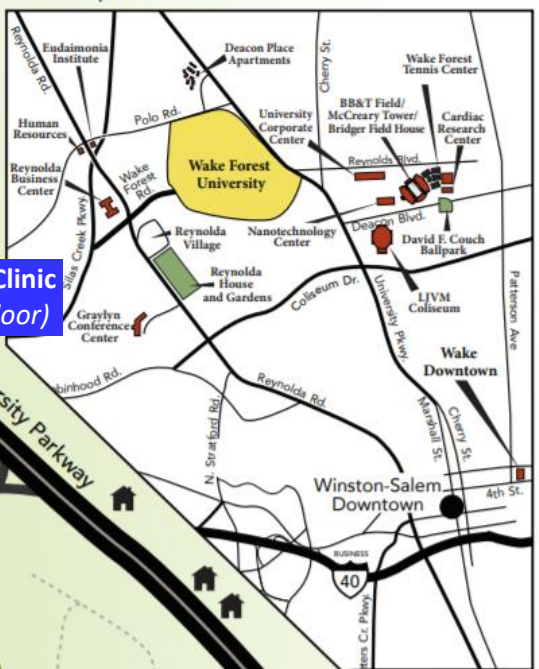 Reynolda Rd.
Eudaimonia
Institute
Deacon Place
Apartments
Cherry St.
Wake Forest
Tennis Center
Human
Resources
Polo Rd.
University
Corporate
Center
BB&T Field/
McCreary Tower/
Bridger Field House
Cardiac
Research
Center
Reynolda
Business
Center
Wake
Forest
Rd.
Wake Forest
University
Reynolds Blvd.
Silas Creek Pkwy.
Reynolda
Village
Nanotechnology
Center
Deacon Blvd.
David F. Couch
Ballpark
Clinic
loor)
Reynolda
House
and Gardens
Coliseum Dr.
University Pkwy.
LJVM
Coliseum
Patterson Ave
Graylyn
Conference
Center
Wake
Downtown
binhood Rd.
Reynolda Rd.
N. Stratford Rd.
Marshall St.
Cherry St.
rsity Parkway
Winston-Salem
Downtown
4th St.
BUSINESS
40
ters Cr. Pkwy.